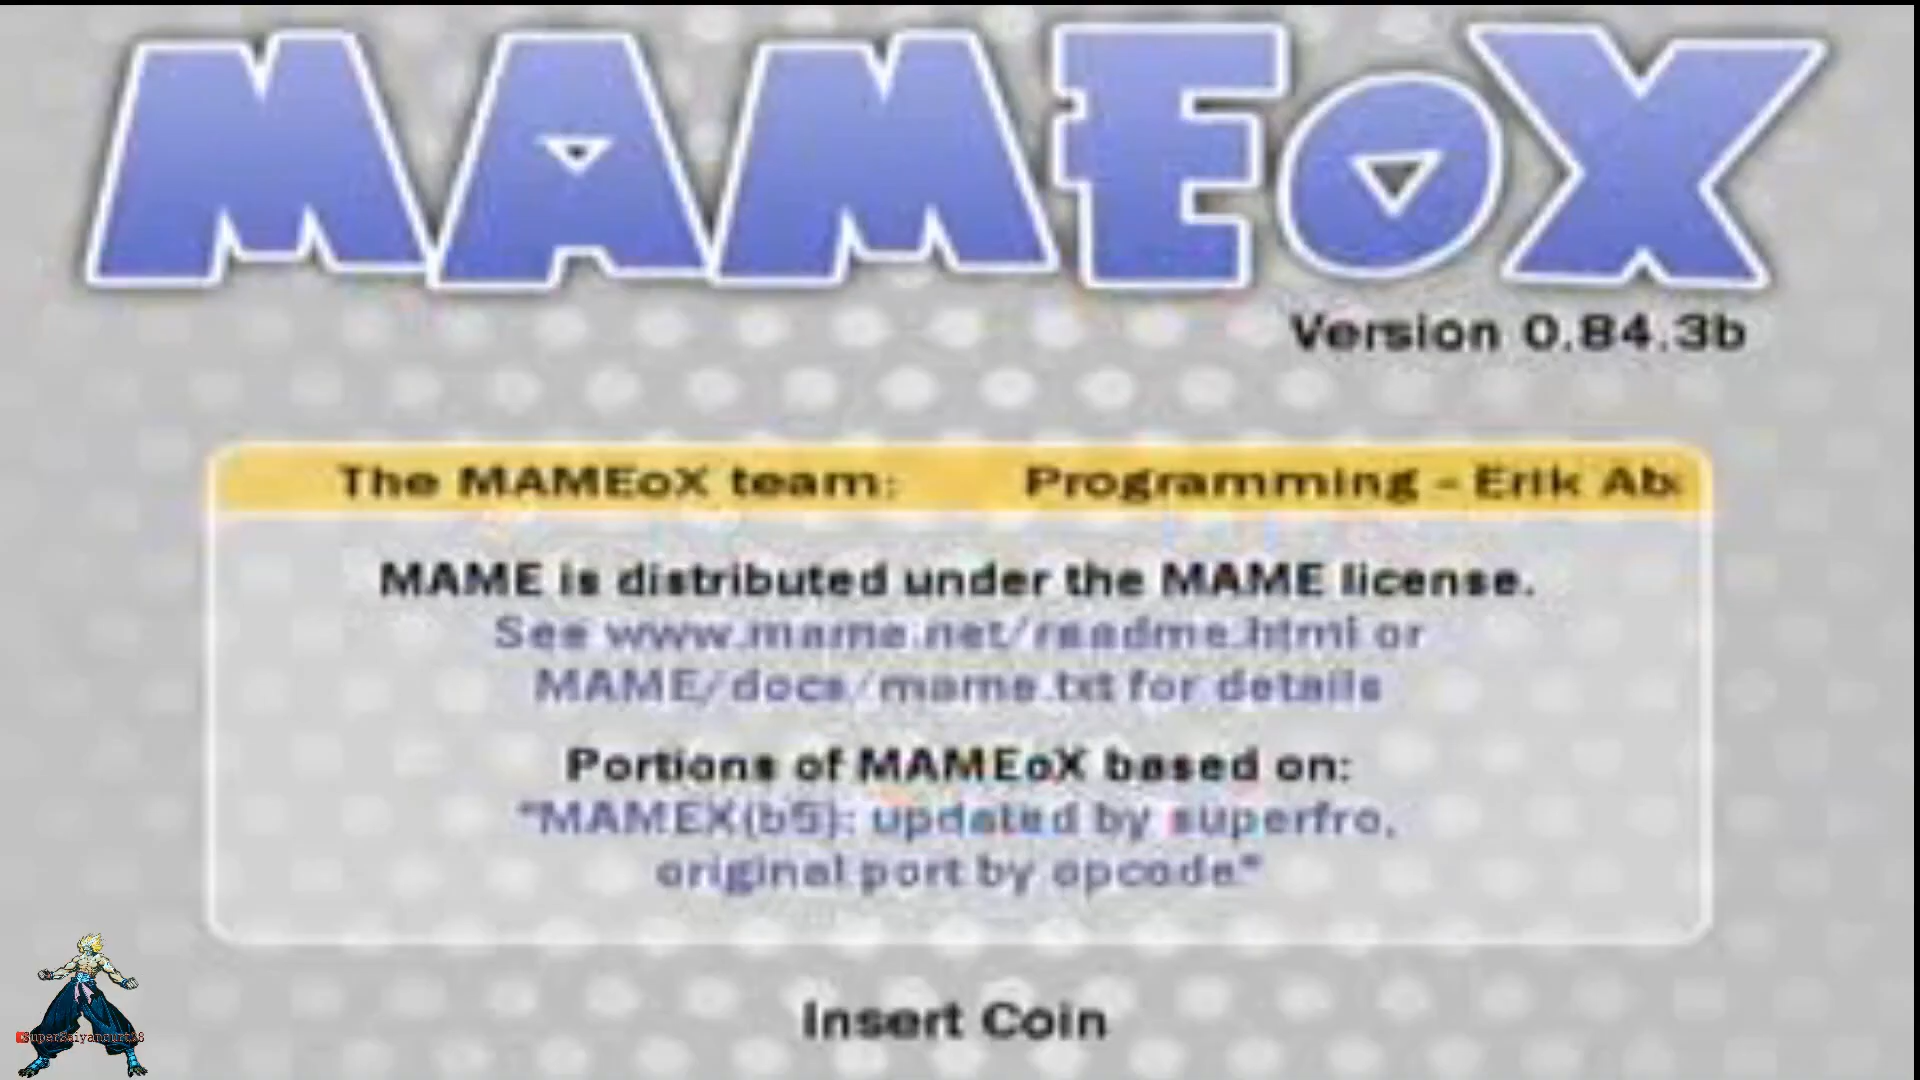 MAMEoX
Version 0.84.3b
The MAMEoX team: Programming - Erik Ab
MAME is distributed under the MAME license.
See www.mame.net/readme.html or
MAME/docs/mame.txt for details
Portions of MAMEoX based on:
"MAMEX(b5): updated by superfro,
original port by opcode"
Insert Coin